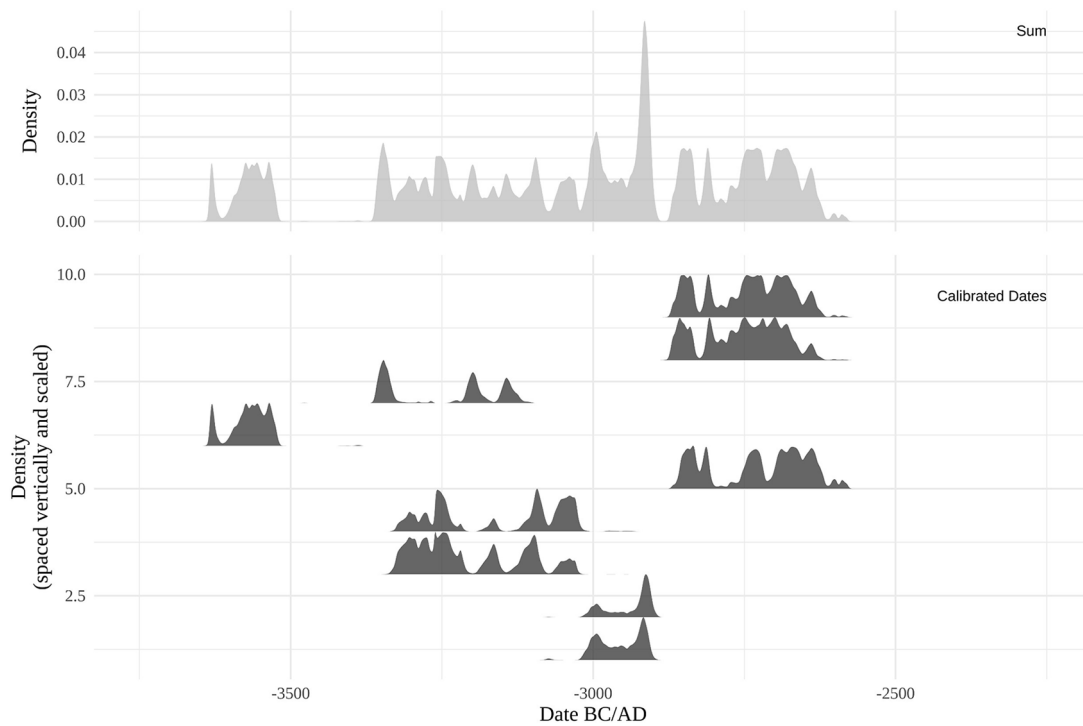 Sum
Density
0.04
0.03
0.02
0.01
0.00
Calibrated Dates
Density
(spaced vertically and scaled)
10.0
7.5
5.0
2.5
-3500
-3000
-2500
Date BC/AD